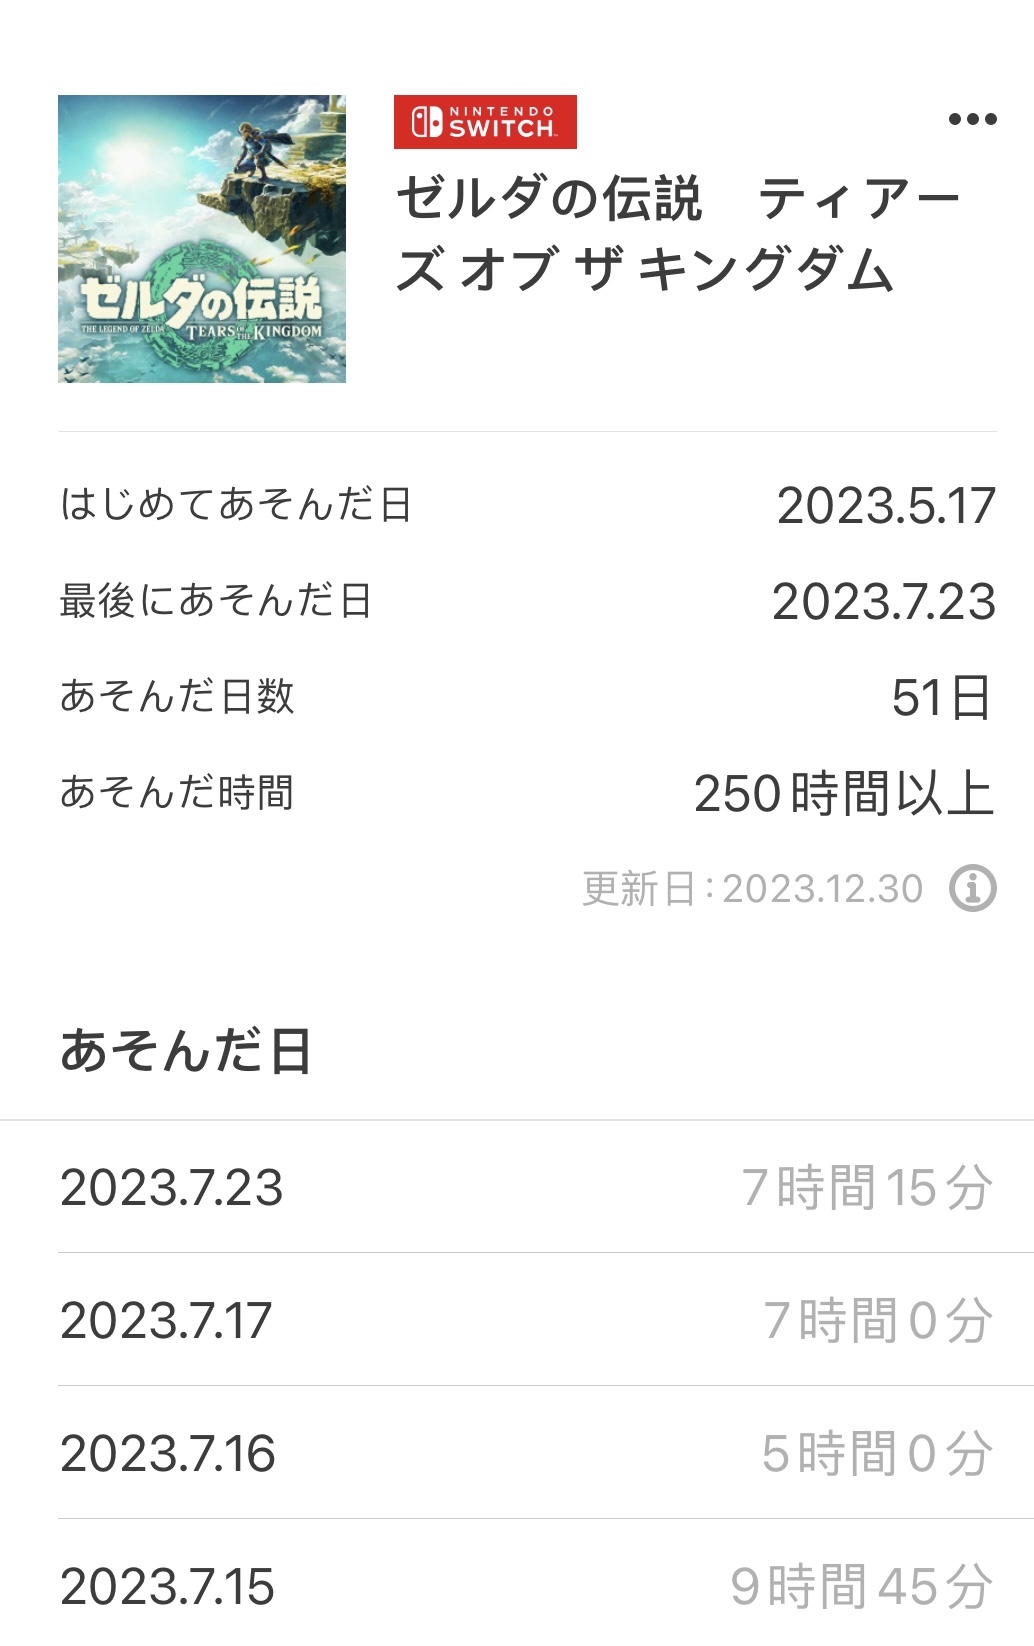 NINTENDO
SWITCH
ゼルダの伝説　ティアー
ズ オブ ザ キングダム
ゼルダの伝説
THE LEGEND OF ZELDA
TEARS OF THE KINGDOM
はじめてあそんだ日 2023.5.17
最後にあそんだ日 2023.7.23
あそんだ日数 51日
あそんだ時間 250時間以上
更新日:2023.12.30
あそんだ日
2023.7.23 7時間15分
2023.7.17 7時間0分
2023.7.16 5時間0分
2023.7.15 9時間45分